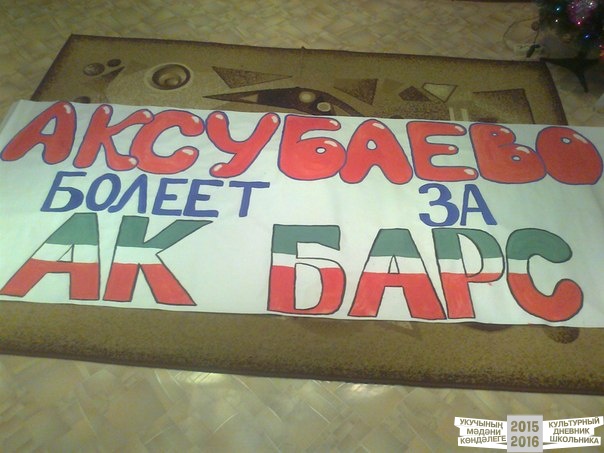 АКСУБАЕВО
БОЛЕЕТ ЗА
АК БАРС
УКУЧЫНЫҢ
МӘДӘНИ
КӨНДӘЛЕГЕ
2015
2016
КУЛЬТУРНЫЙ
ДНЕВНИК
ШКОЛЬНИКА